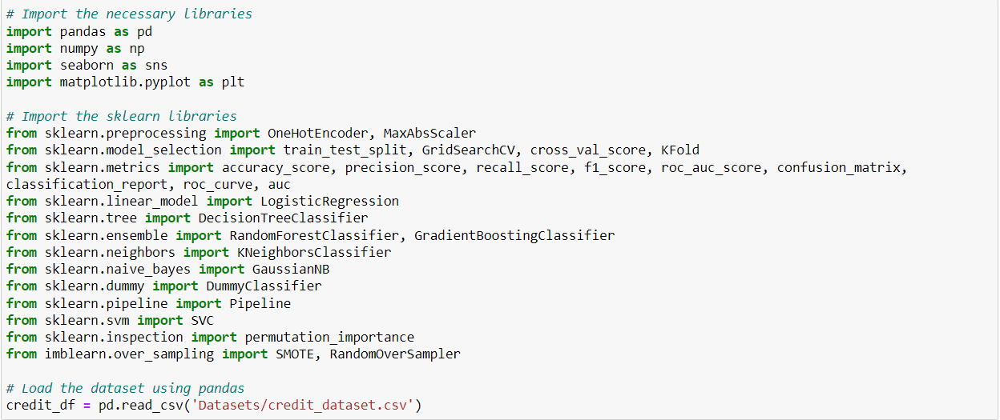 # Import the necessary libraries
import pandas as pd
import numpy as np
import seaborn as sns
import matplotlib.pyplot as plt

# Import the sklearn libraries
from sklearn.preprocessing import OneHotEncoder, MaxAbsScaler
from sklearn.model_selection import train_test_split, GridSearchCV, cross_val_score, KFold
from sklearn.metrics import accuracy_score, precision_score, recall_score, f1_score, roc_auc_score, confusion_matrix,
classification_report, roc_curve, auc
from sklearn.linear_model import LogisticRegression
from sklearn.tree import DecisionTreeClassifier
from sklearn.ensemble import RandomForestClassifier, GradientBoostingClassifier
from sklearn.neighbors import KNeighborsClassifier
from sklearn.naive_bayes import GaussianNB
from sklearn.dummy import DummyClassifier
from sklearn.pipeline import Pipeline
from sklearn.svm import SVC
from sklearn.inspection import permutation_importance
from imblearn.over_sampling import SMOTE, RandomOverSampler

# Load the dataset using pandas
credit_df = pd.read_csv('Datasets/credit_dataset.csv')